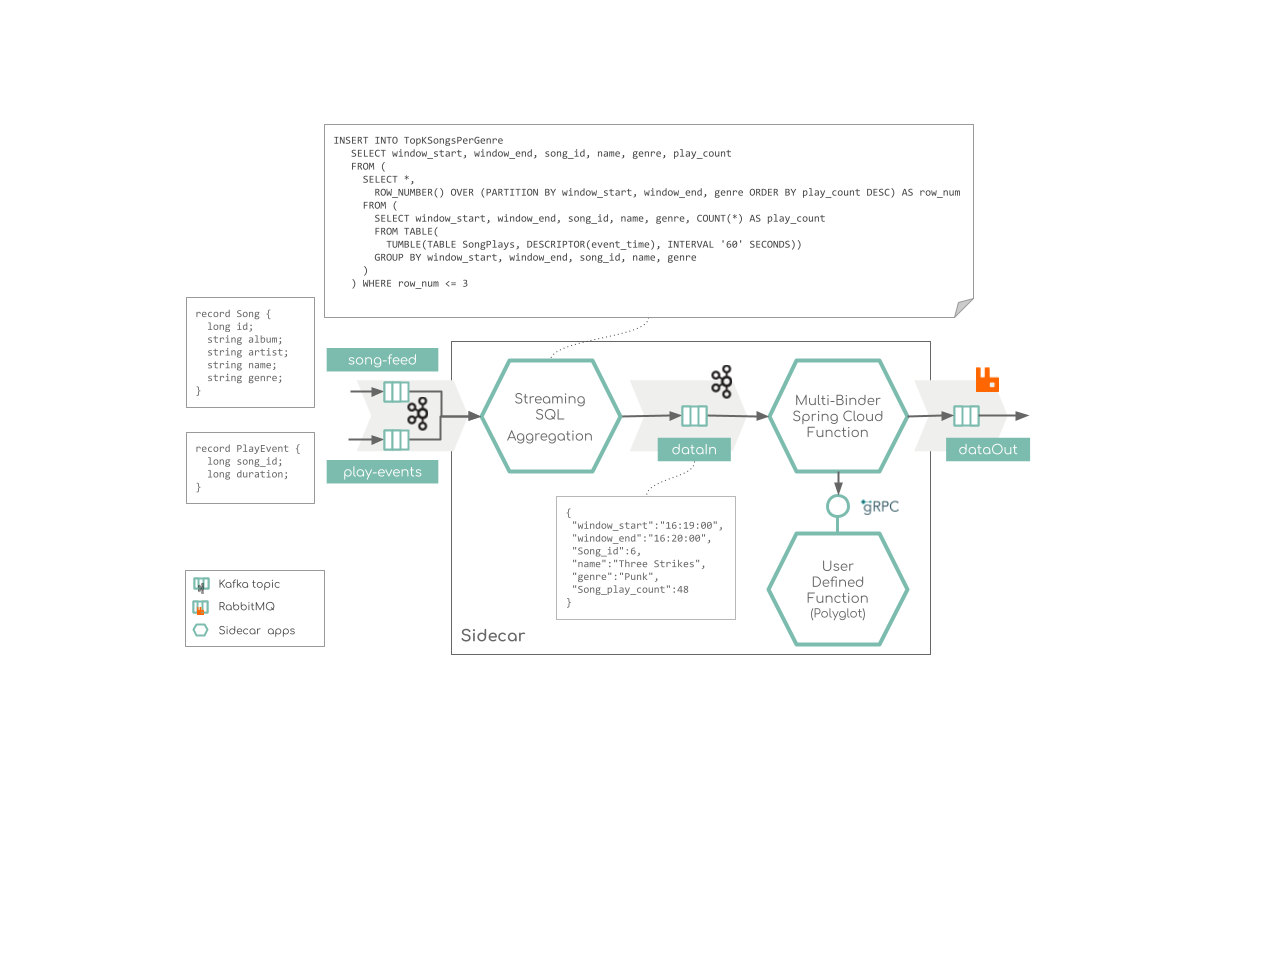 INSERT INTO TopKSongsPerGenre
SELECT window_start, window_end, song_id, name, genre, play_count
FROM (
SELECT *,
ROW_NUMBER() OVER (PARTITION BY window_start, window_end, genre ORDER BY play_count DESC) AS row_num
FROM (
SELECT window_start, window_end, song_id, name, genre, COUNT(*) AS play_count
FROM TABLE(
TUMBLE(TABLE SongPlays, DESCRIPTOR(event_time), INTERVAL '60' SECONDS))
GROUP BY window_start, window_end, song_id, name, genre
)
) WHERE row_num <= 3
record Song {
long id;
string album;
string artist;
string name;
string genre;
}
record PlayEvent {
long song_id;
long duration;
}
song-feed
play-events
Streaming
SQL
Aggregation
dataIn
Multi-Binder
Spring Cloud
Function
dataOut
gRPC
{
"window_start":"16:19:00",
"window_end":"16:20:00",
"Song_id":6,
"name":"Three Strikes",
"genre":"Punk",
"Song_play_count":48
}
User
Defined
Function
(Polyglot)
Sidecar
Kafka topic
RabbitMQ
Sidecar apps